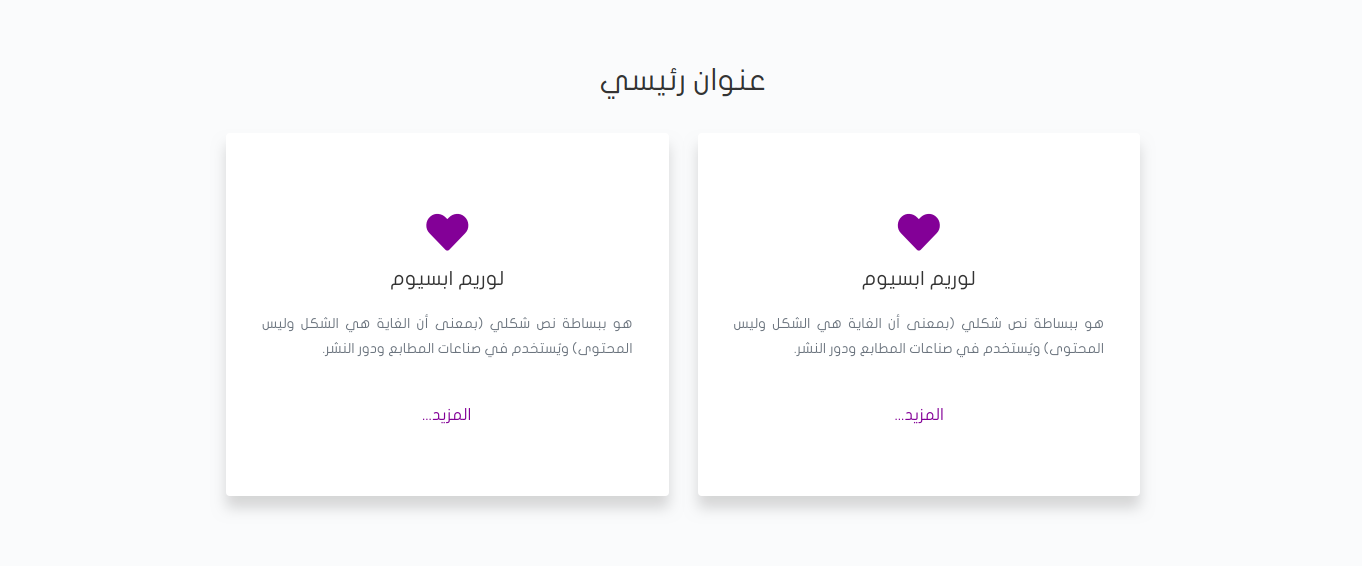 عنوان رئيسي
لوريم ابسيوم
هو ببساطة نص شكلي (بمعنى أن الغاية هي الشكل وليس
المحتوى) ويُستخدم في صناعات المطابع ودور النشر.
المزيد...
لوريم ابسيوم
هو ببساطة نص شكلي (بمعنى أن الغاية هي الشكل وليس
المحتوى) ويُستخدم في صناعات المطابع ودور النشر.
المزيد...